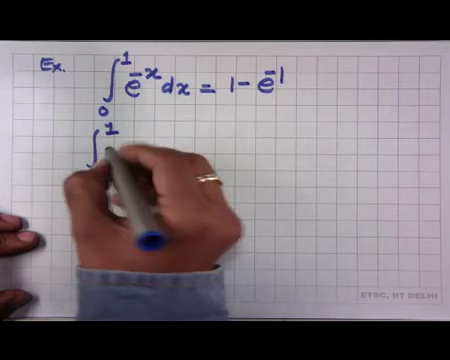 Ex. ∫₀¹ e⁻ˣ dx = 1 - e⁻¹
∫¹
ETSC, IIT DELHI